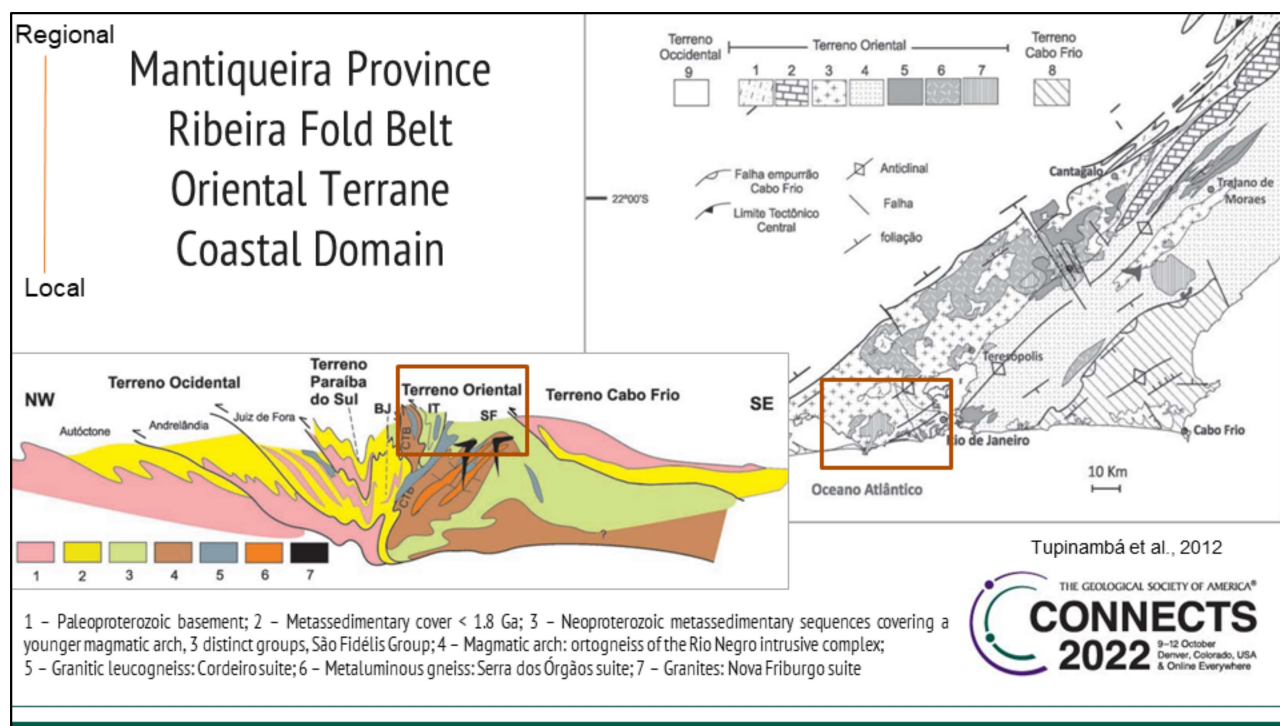 Regional
Local
Mantiqueira Province
Ribeira Fold Belt
Oriental Terrane
Coastal Domain
Terreno
Occidental
9
Terreno Oriental
1 2 3 4 5 6 7
Terreno
Cabo Frio
8
Falha empurrão
Cabo Frio
Limite Tectônico
Central
Anticlinal
Falha
foliação
22º00'S
Cantagalo
Trajano de
Moraes
Teresópolis
Rio de Janeiro
Cabo Frio
Oceano Atlântico
10 Km
NW
Terreno Ocidental
Terreno
Paraíba
do Sul
Terreno Oriental
Terreno Cabo Frio
SE
Autóctone
Andrelândia
Juiz de Fora
BJ
IT
SF
CTB
CTB
?
1 2 3 4 5 6 7
Tupinambá et al., 2012
1 – Paleoproterozoic basement; 2 – Metassedimentary cover < 1.8 Ga; 3 – Neoproterozoic metassedimentary sequences covering a
younger magmatic arch, 3 distinct groups, São Fidélis Group; 4 – Magmatic arch: ortogneiss of the Rio Negro intrusive complex;
5 – Granitic leucogneiss: Cordeiro suite; 6 – Metaluminous gneiss: Serra dos Órgãos suite; 7 – Granites: Nova Friburgo suite
THE GEOLOGICAL SOCIETY OF AMERICA®
CONNECTS
2022
9–12 October
Denver, Colorado, USA
& Online Everywhere